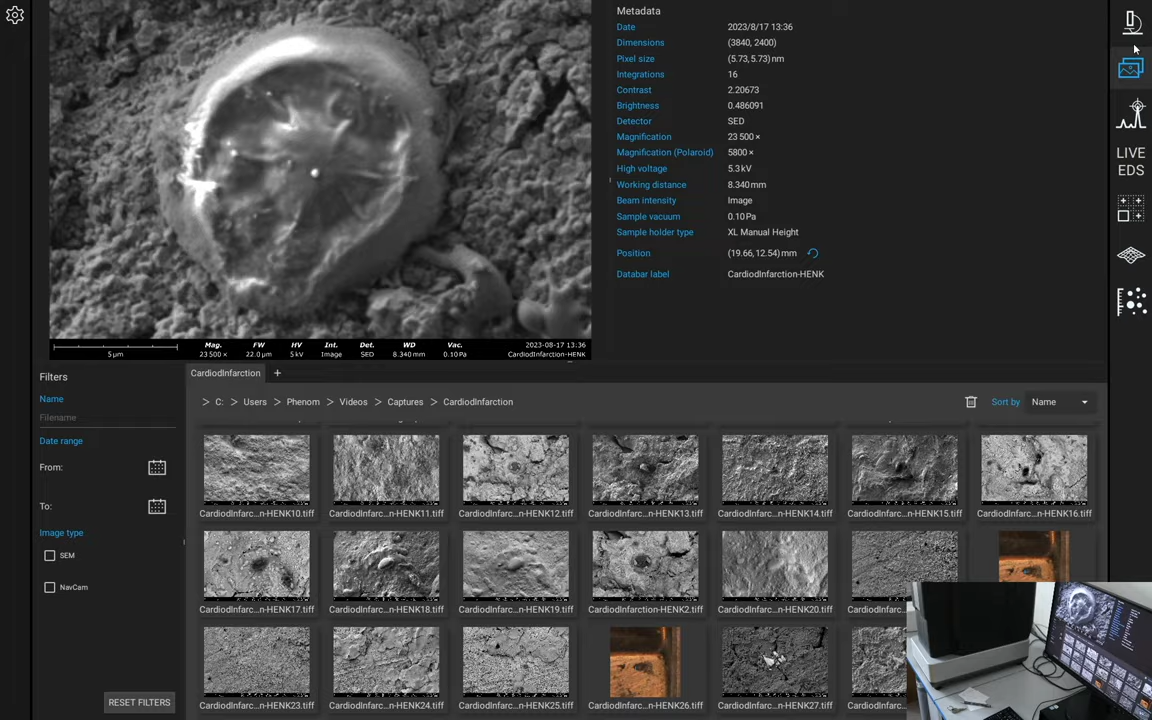 Metadata
Date 2023/8/17 13:36
Dimensions (3840, 2400)
Pixel size (5.73,5.73) nm
Integrations 16
Contrast 2.20673
Brightness 0.486091
Detector SED
Magnification 23 500 ×
Magnification (Polaroid) 5800 ×
High voltage 5.3 kV
Working distance 8.340 mm
Beam intensity Image
Sample vacuum 0.10 Pa
Sample holder type XL Manual Height
Position (19.66,12.54) mm
Databar label CardiodInfarction-HENK
LIVE
EDS
Mag. FW HV Int. Det. WD Vac. 2023-08-17 13:36
5 µm 23 500 × 22.0 µm 5 kV Image SED 8.340 mm 0.10 Pa CardiodInfarction-HENK
Filters
Name
Filename
Date range
From:
To:
Image type
SEM
NavCam
RESET FILTERS
CardiodInfarction +
> C: > Users > Phenom > Videos > Captures > CardiodInfarction
Sort by Name
CardiodInfarc...n-HENK10.tiff CardiodInfarc...n-HENK11.tiff CardiodInfarc...n-HENK12.tiff CardiodInfarc...n-HENK13.tiff CardiodInfarc...n-HENK14.tiff CardiodInfarc...n-HENK15.tiff CardiodInfarc...n-HENK16.tiff
CardiodInfarc...n-HENK17.tiff CardiodInfarc...n-HENK18.tiff CardiodInfarc...n-HENK19.tiff CardiodInfarction-HENK2.tiff CardiodInfarc...n-HENK20.tiff Cardiod
CardiodInfarc...n-HENK23.tiff CardiodInfarc...n-HENK24.tiff CardiodInfarc...n-HENK25.tiff CardiodInfarc...n-HENK26.tiff CardiodInfarc...n-HENK27.tiff Cardiod